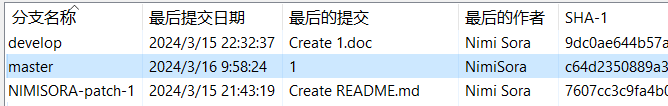 分支名称 最后提交日期 最后的提交 最后的作者 SHA-1
develop 2024/3/15 22:32:37 Create 1.doc Nimi Sora 9dc0ae644b57a
master 2024/3/16 9:58:24 1 NimiSora c64d2350889a3
NIMISORA-patch-1 2024/3/15 21:43:19 Create README.md Nimi Sora 7607cc3c9fa4b